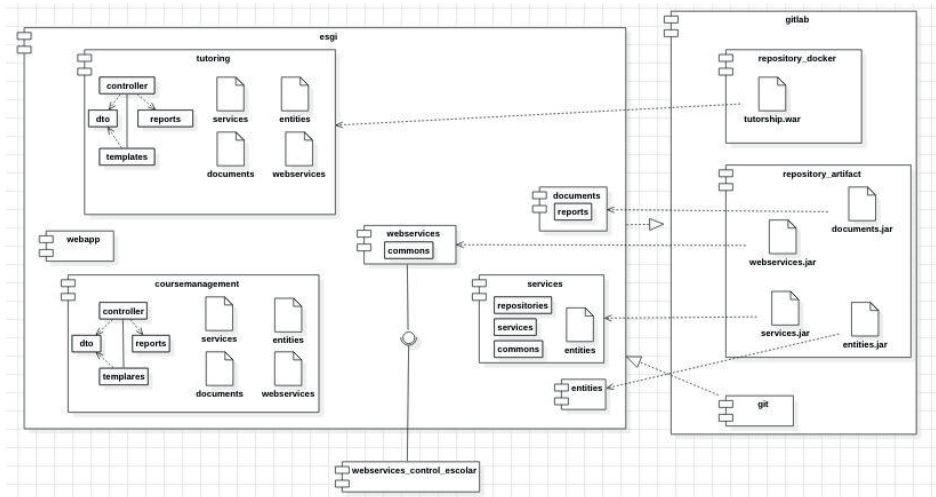 esgi
tutoring
controller
dto
reports
templates
services
entities
documents
webservices
webapp
coursemanagement
controller
dto
reports
templares
services
entities
documents
webservices
webservices
commons
documents
reports
services
repositories
services
commons
entities
entities
webservices_control_escolar
gitlab
repository_docker
tutorship.war
repository_artifact
documents.jar
webservices.jar
services.jar
entities.jar
git